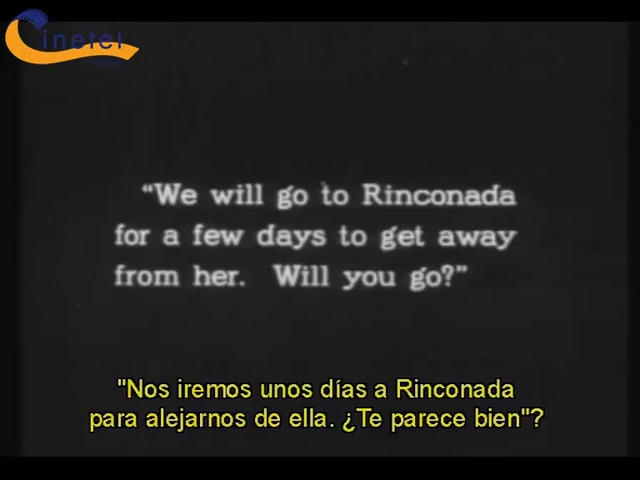 Cinetel
"We will go to Rinconada
for a few days to get away
from her. Will you go?"
"Nos iremos unos días a Rinconada
para alejarnos de ella. ¿Te parece bien"?